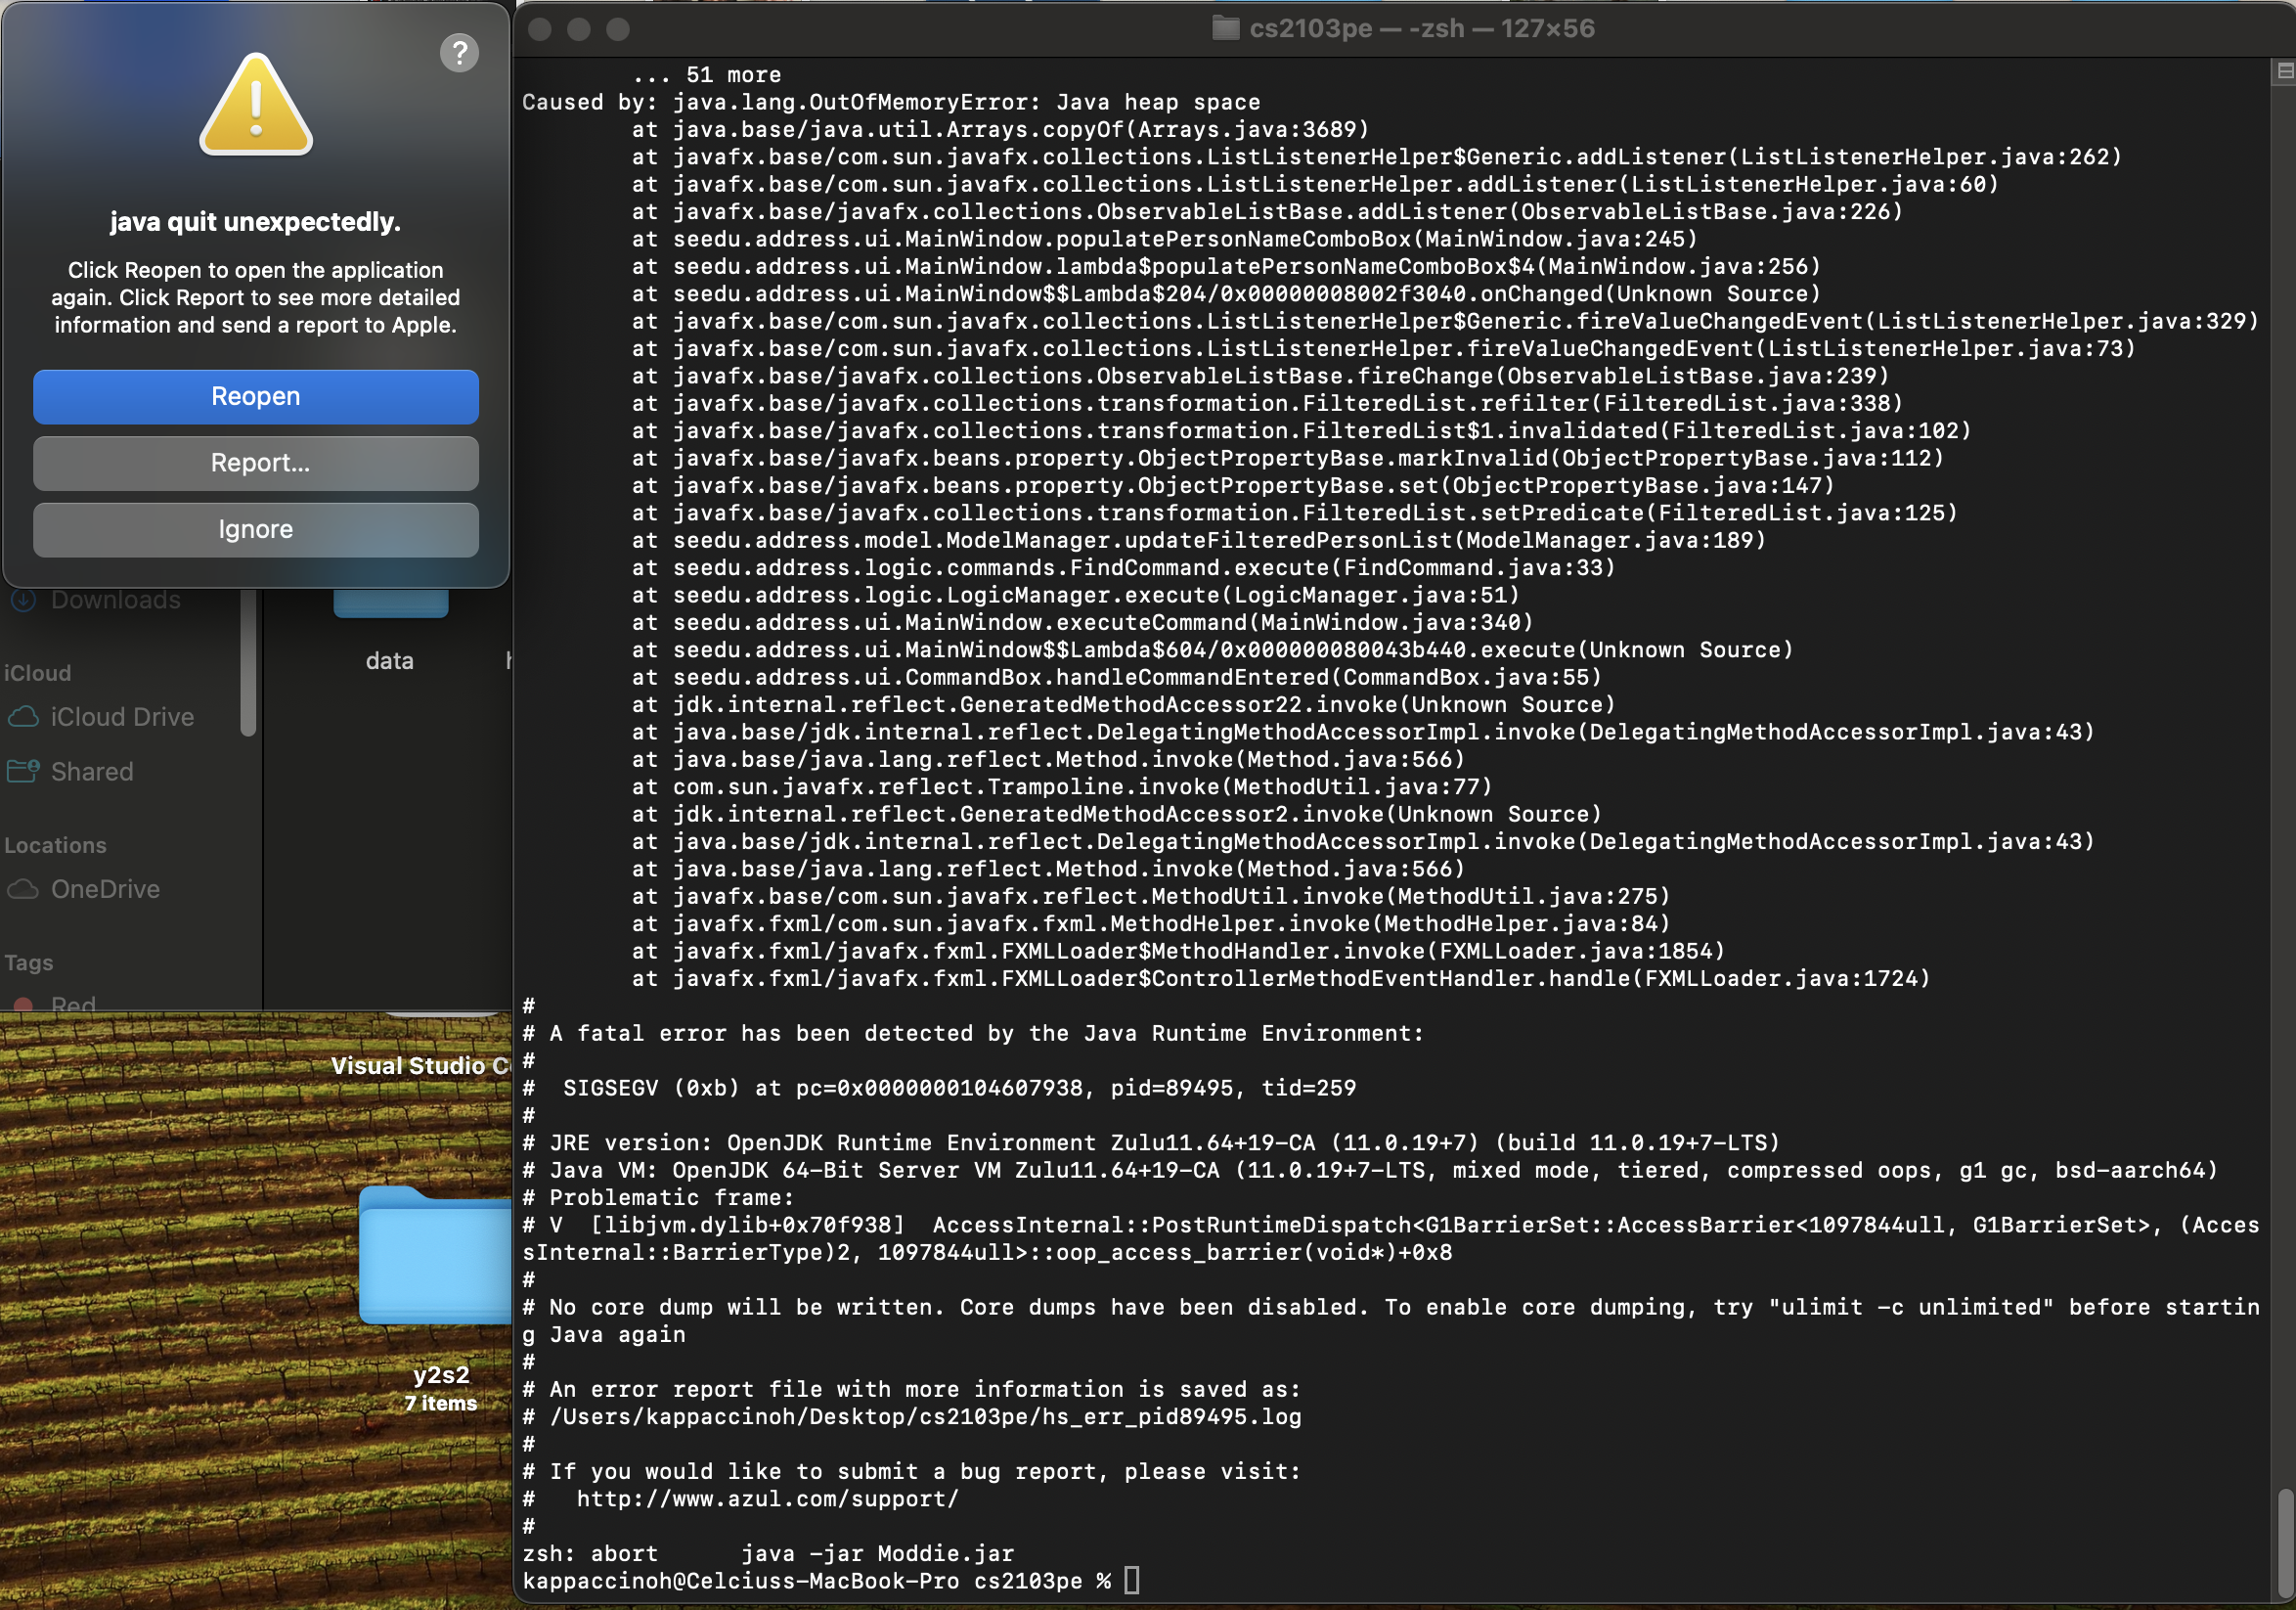 ?
java quit unexpectedly.
Click Reopen to open the application
again. Click Report to see more detailed
information and send a report to Apple.
Reopen
Report...
Ignore
Downloads
iCloud
iCloud Drive
Shared
Locations
OneDrive
Tags
Red
data
Visual Studio
y2s2
7 items
cs2103pe — -zsh — 127×56
... 51 more
Caused by: java.lang.OutOfMemoryError: Java heap space
at java.base/java.util.Arrays.copyOf(Arrays.java:3689)
at javafx.base/com.sun.javafx.collections.ListListenerHelper$Generic.addListener(ListListenerHelper.java:262)
at javafx.base/com.sun.javafx.collections.ListListenerHelper.addListener(ListListenerHelper.java:60)
at javafx.base/javafx.collections.ObservableListBase.addListener(ObservableListBase.java:226)
at seedu.address.ui.MainWindow.populatePersonNameComboBox(MainWindow.java:245)
at seedu.address.ui.MainWindow.lambda$populatePersonNameComboBox$4(MainWindow.java:256)
at seedu.address.ui.MainWindow$$Lambda$204/0x00000008002f3040.onChanged(Unknown Source)
at javafx.base/com.sun.javafx.collections.ListListenerHelper$Generic.fireValueChangedEvent(ListListenerHelper.java:329)
at javafx.base/com.sun.javafx.collections.ListListenerHelper.fireValueChangedEvent(ListListenerHelper.java:73)
at javafx.base/javafx.collections.ObservableListBase.fireChange(ObservableListBase.java:239)
at javafx.base/javafx.collections.transformation.FilteredList.refilter(FilteredList.java:338)
at javafx.base/javafx.collections.transformation.FilteredList$1.invalidated(FilteredList.java:102)
at javafx.base/javafx.beans.property.ObjectPropertyBase.markInvalid(ObjectPropertyBase.java:112)
at javafx.base/javafx.beans.property.ObjectPropertyBase.set(ObjectPropertyBase.java:147)
at javafx.base/javafx.collections.transformation.FilteredList.setPredicate(FilteredList.java:125)
at seedu.address.model.ModelManager.updateFilteredPersonList(ModelManager.java:189)
at seedu.address.logic.commands.FindCommand.execute(FindCommand.java:33)
at seedu.address.logic.LogicManager.execute(LogicManager.java:51)
at seedu.address.ui.MainWindow.executeCommand(MainWindow.java:340)
at seedu.address.ui.MainWindow$$Lambda$604/0x000000080043b440.execute(Unknown Source)
at seedu.address.ui.CommandBox.handleCommandEntered(CommandBox.java:55)
at jdk.internal.reflect.GeneratedMethodAccessor22.invoke(Unknown Source)
at java.base/jdk.internal.reflect.DelegatingMethodAccessorImpl.invoke(DelegatingMethodAccessorImpl.java:43)
at java.base/java.lang.reflect.Method.invoke(Method.java:566)
at com.sun.javafx.reflect.Trampoline.invoke(MethodUtil.java:77)
at jdk.internal.reflect.GeneratedMethodAccessor2.invoke(Unknown Source)
at java.base/jdk.internal.reflect.DelegatingMethodAccessorImpl.invoke(DelegatingMethodAccessorImpl.java:43)
at java.base/java.lang.reflect.Method.invoke(Method.java:566)
at javafx.base/com.sun.javafx.reflect.MethodUtil.invoke(MethodUtil.java:275)
at javafx.fxml/com.sun.javafx.fxml.MethodHelper.invoke(MethodHelper.java:84)
at javafx.fxml/javafx.fxml.FXMLLoader$MethodHandler.invoke(FXMLLoader.java:1854)
at javafx.fxml/javafx.fxml.FXMLLoader$ControllerMethodEventHandler.handle(FXMLLoader.java:1724)
#
# A fatal error has been detected by the Java Runtime Environment:
#
#  SIGSEGV (0xb) at pc=0x0000000104607938, pid=89495, tid=259
#
# JRE version: OpenJDK Runtime Environment Zulu11.64+19-CA (11.0.19+7) (build 11.0.19+7-LTS)
# Java VM: OpenJDK 64-Bit Server VM Zulu11.64+19-CA (11.0.19+7-LTS, mixed mode, tiered, compressed oops, g1 gc, bsd-aarch64)
# Problematic frame:
# V  [libjvm.dylib+0x70f938]  AccessInternal::PostRuntimeDispatch<G1BarrierSet::AccessBarrier<1097844ull, G1BarrierSet>, (Acces
sInternal::BarrierType)2, 1097844ull>::oop_access_barrier(void*)+0x8
#
# No core dump will be written. Core dumps have been disabled. To enable core dumping, try "ulimit -c unlimited" before startin
g Java again
#
# An error report file with more information is saved as:
# /Users/kappaccinoh/Desktop/cs2103pe/hs_err_pid89495.log
#
# If you would like to submit a bug report, please visit:
#   http://www.azul.com/support/
#
zsh: abort      java -jar Moddie.jar
kappaccinoh@Celciuss-MacBook-Pro cs2103pe %